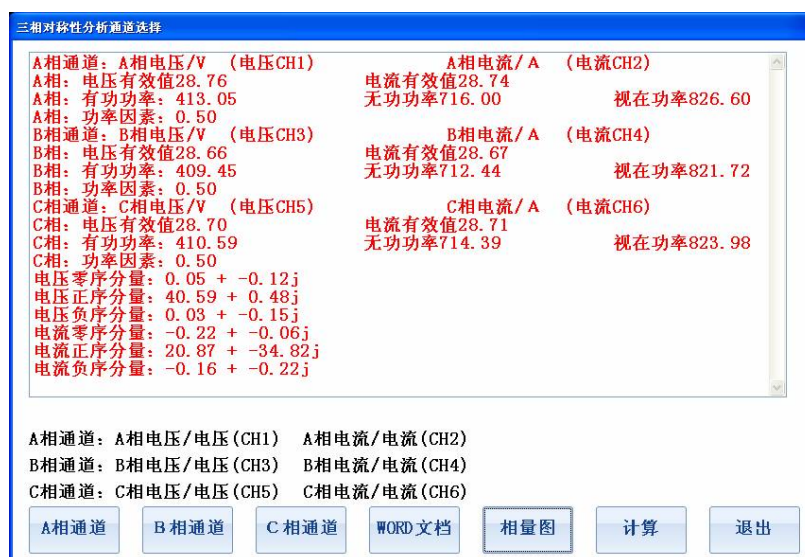 三相对称性分析通道选择
A相通道：A相电压/V （电压CH1） A相电流/A （电流CH2）
A相：电压有效值28.76 电流有效值28.74
A相：有功功率：413.05 无功功率716.00 视在功率826.60
A相：功率因素：0.50
B相通道：B相电压/V （电压CH3） B相电流/A （电流CH4）
B相：电压有效值28.66 电流有效值28.67
B相：有功功率：409.45 无功功率712.44 视在功率821.72
B相：功率因素：0.50
C相通道：C相电压/V （电压CH5） C相电流/A （电流CH6）
C相：电压有效值28.70 电流有效值28.71
C相：有功功率：410.59 无功功率714.39 视在功率823.98
C相：功率因素：0.50
电压零序分量：0.05 + -0.12j
电压正序分量：40.59 + 0.48j
电压负序分量：0.03 + -0.15j
电流零序分量：-0.22 + -0.06j
电流正序分量：20.87 + -34.82j
电流负序分量：-0.16 + -0.22j
A相通道：A相电压/电压(CH1) A相电流/电流(CH2)
B相通道：B相电压/电压(CH3) B相电流/电流(CH4)
C相通道：C相电压/电压(CH5) C相电流/电流(CH6)
A相通道 B相通道 C相通道 WORD文档 相量图 计算 退出